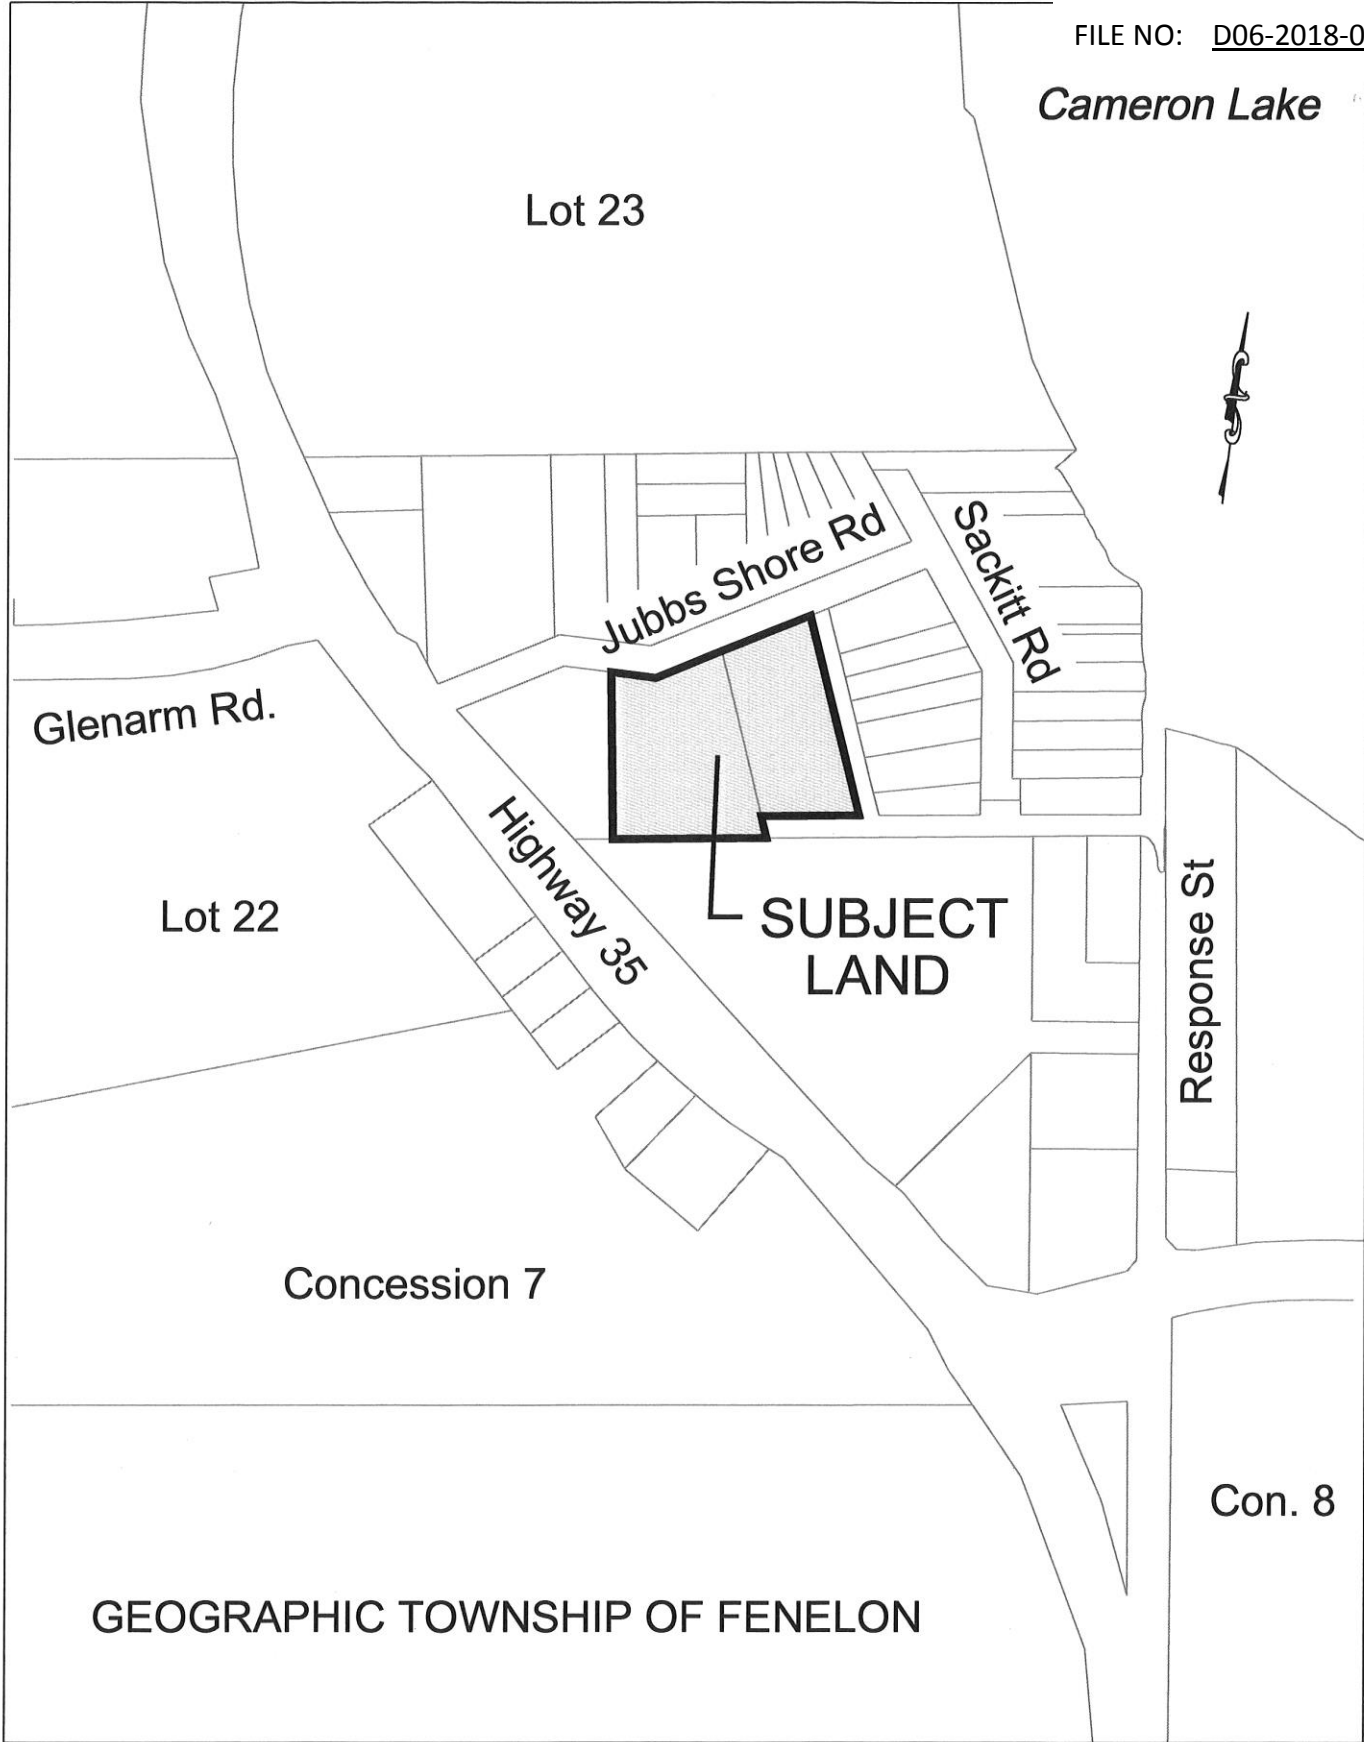 FILE NO: D06-2018-0
Cameron Lake
Lot 23
Jubbs Shore Rd
Sackitt Rd
Glenarm Rd.
Highway 35
Lot 22
SUBJECT
LAND
Response St
Concession 7
Con. 8
GEOGRAPHIC TOWNSHIP OF FENELON